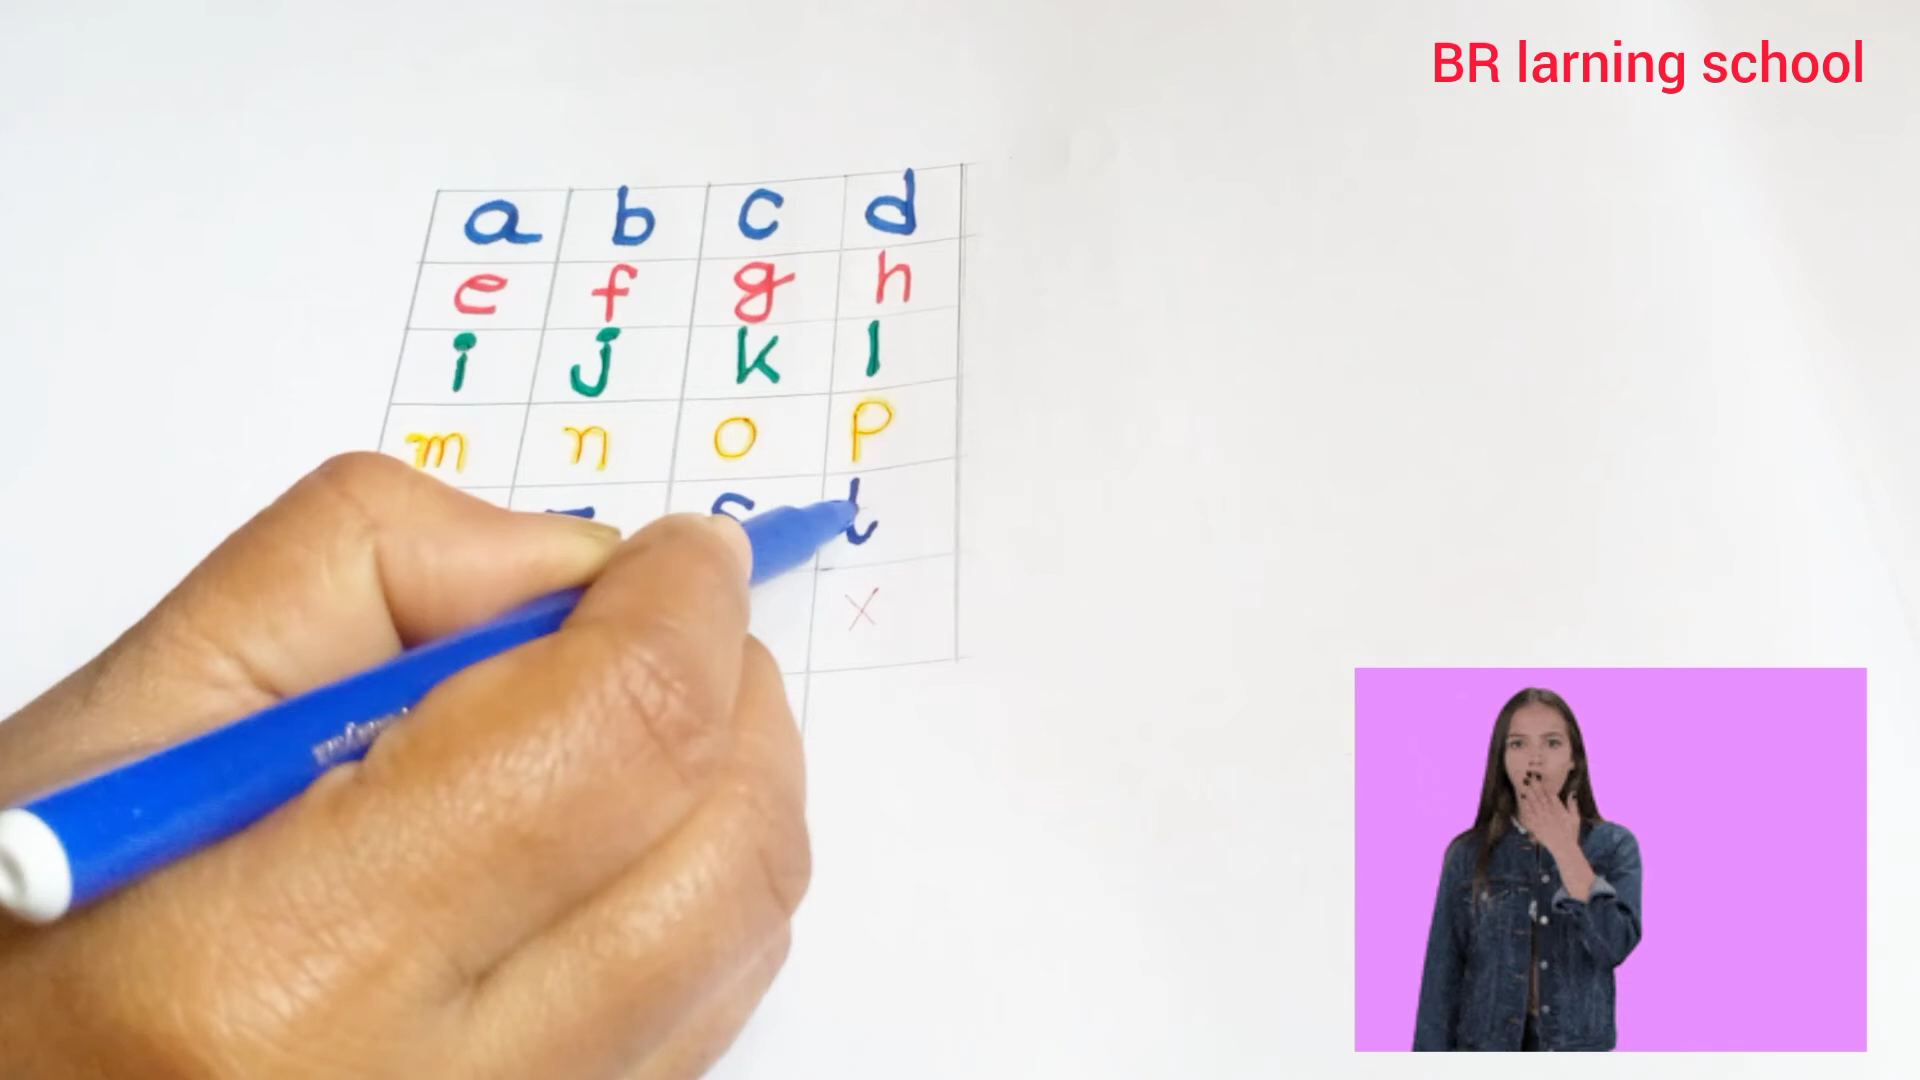 BR larning school
a b c d
e f g h
i j k l
m n o p
s t
x